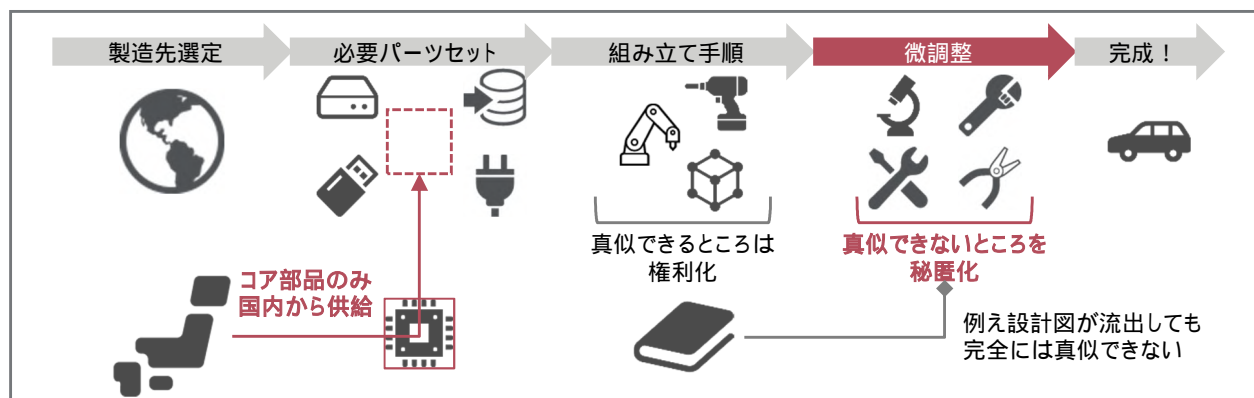 製造先選定
必要パーツセット
組み立て手順
微調整
完成！
真似できるところは
権利化
真似できないところを
秘匿化
コア部品のみ
国内から供給
例え設計図が流出しても
完全には真似できない